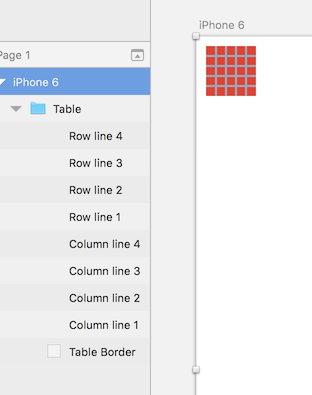 iPhone 6
Page 1
iPhone 6
Table
Row line 4
Row line 3
Row line 2
Row line 1
Column line 4
Column line 3
Column line 2
Column line 1
Table Border